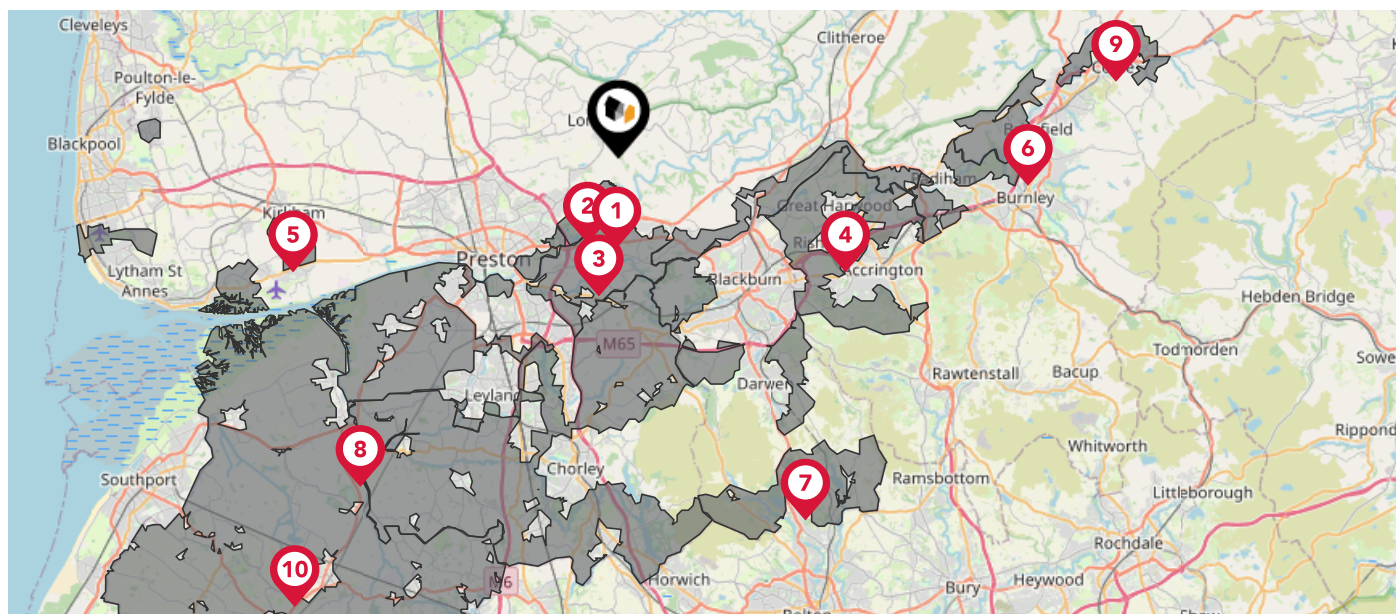 Cleveleys
Clitheroe
9
Poulton-le-
Fylde
Blackpool
6
Burnley
2
1
Kirkham
5
Great Harwood
4
Preston
3
Lytham St
Annes
Blackburn
Accrington
Hebden Bridge
M65
Todmorden
Leyland
Darwen
Rawtenstall
Bacup
8
Whitworth
Chorley
Southport
7
Ramsbottom
Littleborough
Rochdale
10
M6
Horwich
Bury
Heywood